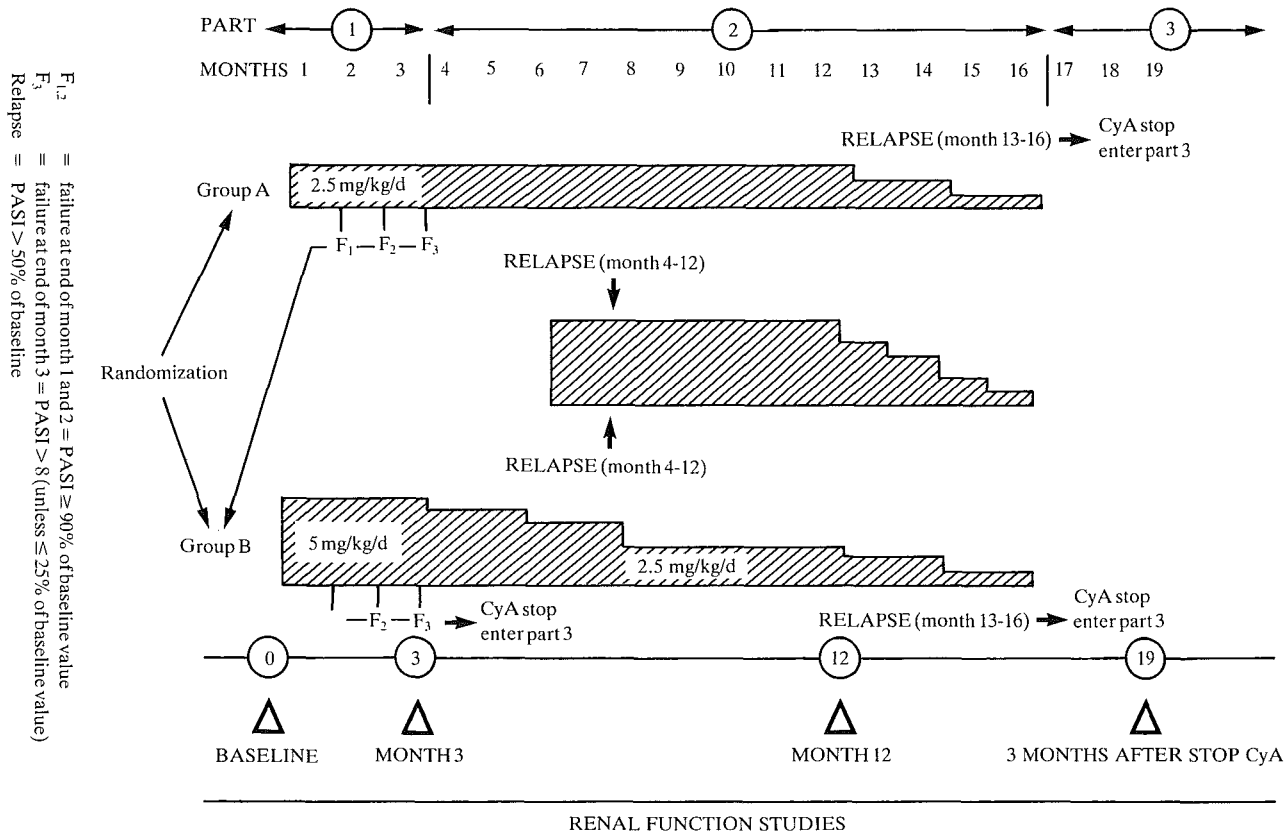 PART 1 2 3
MONTHS 1 2 3 4 5 6 7 8 9 10 11 12 13 14 15 16 17 18 19
RELAPSE (month 13-16) → CyA stop
enter part 3
Group A
2.5 mg/kg/d
F1 — F2 — F3
RELAPSE (month 4-12)
Randomization
RELAPSE (month 4-12)
Group B
5 mg/kg/d
2.5 mg/kg/d
F2 — F3 → CyA stop
enter part 3
RELAPSE (month 13-16) → CyA stop
enter part 3
0 3 12 19
BASELINE MONTH 3 MONTH 12 3 MONTHS AFTER STOP CyA
RENAL FUNCTION STUDIES
F1,2 = failure at end of month 1 and 2 = PASI ≥ 90% of baseline value
F3 = failure at end of month 3 = PASI > 8 (unless ≤ 25% of baseline value)
Relapse = PASI > 50% of baseline